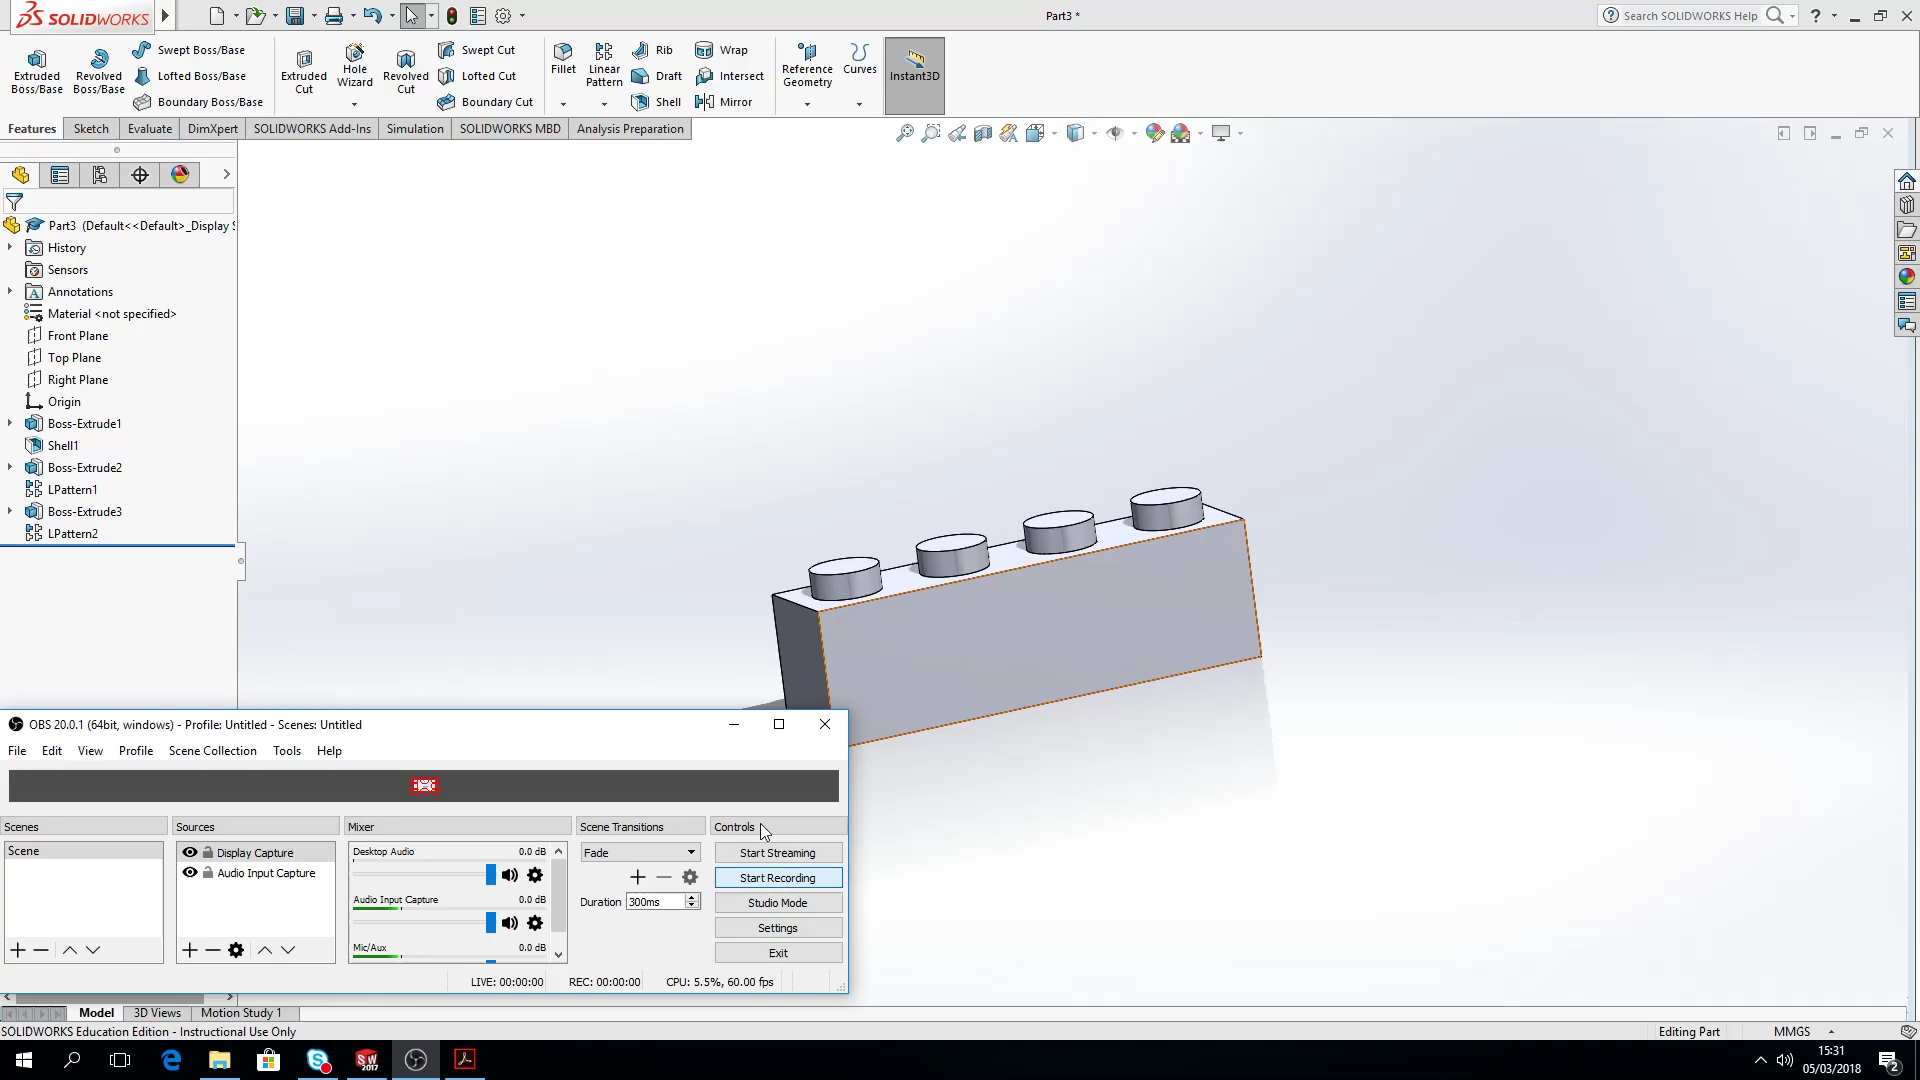 SOLIDWORKS
Part3 *
Search SOLIDWORKS Help
Extruded Boss/Base
Revolved Boss/Base
Swept Boss/Base
Lofted Boss/Base
Boundary Boss/Base
Extruded Cut
Hole Wizard
Revolved Cut
Swept Cut
Lofted Cut
Boundary Cut
Fillet
Linear Pattern
Rib
Draft
Shell
Wrap
Intersect
Mirror
Reference Geometry
Curves
Instant3D
Features
Sketch
Evaluate
DimXpert
SOLIDWORKS Add-Ins
Simulation
SOLIDWORKS MBD
Analysis Preparation
Part3 (Default<<Default>_Display S
History
Sensors
Annotations
Material <not specified>
Front Plane
Top Plane
Right Plane
Origin
Boss-Extrude1
Shell1
Boss-Extrude2
LPattern1
Boss-Extrude3
LPattern2
OBS 20.0.1 (64bit, windows) - Profile: Untitled - Scenes: Untitled
File Edit View Profile Scene Collection Tools Help
Scenes
Scene
Sources
Display Capture
Audio Input Capture
Mixer
Desktop Audio 0.0 dB
Audio Input Capture 0.0 dB
Mic/Aux 0.0 dB
Scene Transitions
Fade
Duration 300ms
Controls
Start Streaming
Start Recording
Studio Mode
Settings
Exit
LIVE: 00:00:00 REC: 00:00:00 CPU: 5.5%, 60.00 fps
Model 3D Views Motion Study 1
SOLIDWORKS Education Edition - Instructional Use Only
Editing Part MMGS
SW 2017
15:31
05/03/2018
2